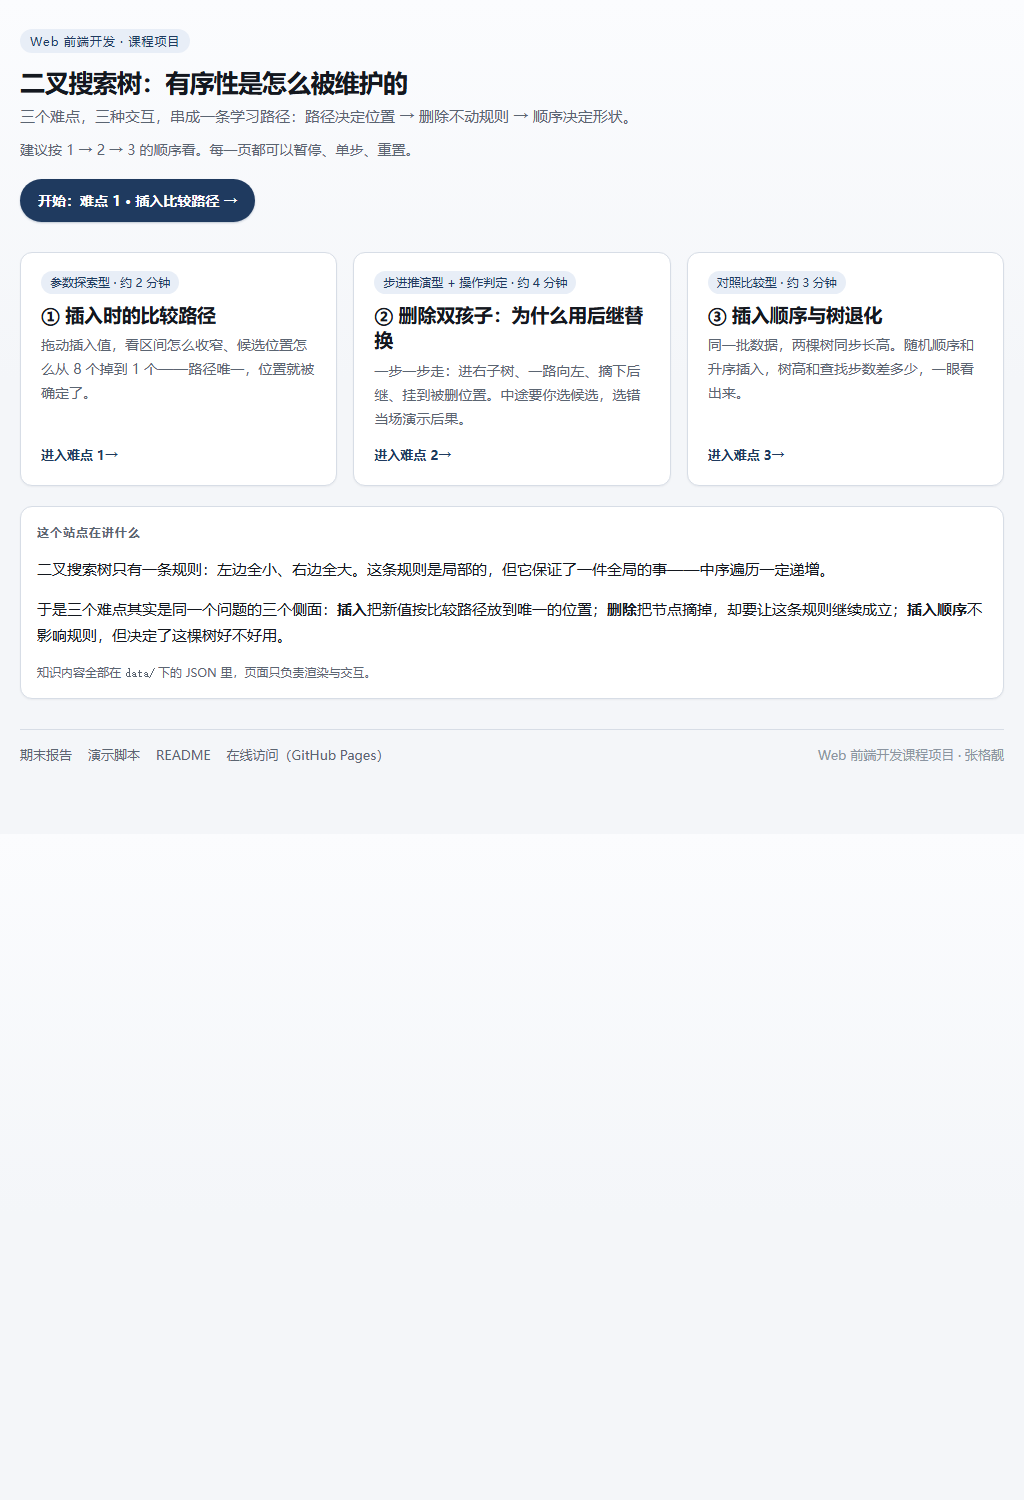 Web 前端开发 · 课程项目
二叉搜索树：有序性是怎么被维护的
三个难点，三种交互，串成一条学习路径：路径决定位置 → 删除不动规则 → 顺序决定形状。
建议按 1 → 2 → 3 的顺序看。每一页都可以暂停、单步、重置。
开始：难点 1 • 插入比较路径 →
参数探索型 · 约 2 分钟
① 插入时的比较路径
拖动插入值，看区间怎么收窄、候选位置怎
么从 8 个掉到 1 个——路径唯一，位置就被
确定了。
进入难点 1→
步进推演型 + 操作判定 · 约 4 分钟
② 删除双孩子：为什么用后继替
换
一步一步走：进右子树、一路向左、摘下后
继、挂到被删位置。中途要你选候选，选错
当场演示后果。
进入难点 2→
对照比较型 · 约 3 分钟
③ 插入顺序与树退化
同一批数据，两棵树同步长高。随机顺序和
升序插入，树高和查找步数差多少，一眼看
出来。
进入难点 3→
这个站点在讲什么
二叉搜索树只有一条规则：左边全小、右边全大。这条规则是局部的，但它保证了一件全局的事——中序遍历一定递增。
于是三个难点其实是同一个问题的三个侧面：插入把新值按比较路径放到唯一的位置；删除把节点摘掉，却要让这条规则继续成立；插入顺序不
影响规则，但决定了这棵树好不好用。
知识内容全部在 data/ 下的 JSON 里，页面只负责渲染与交互。
期末报告 演示脚本 README 在线访问（GitHub Pages）
Web 前端开发课程项目 · 张恪靓